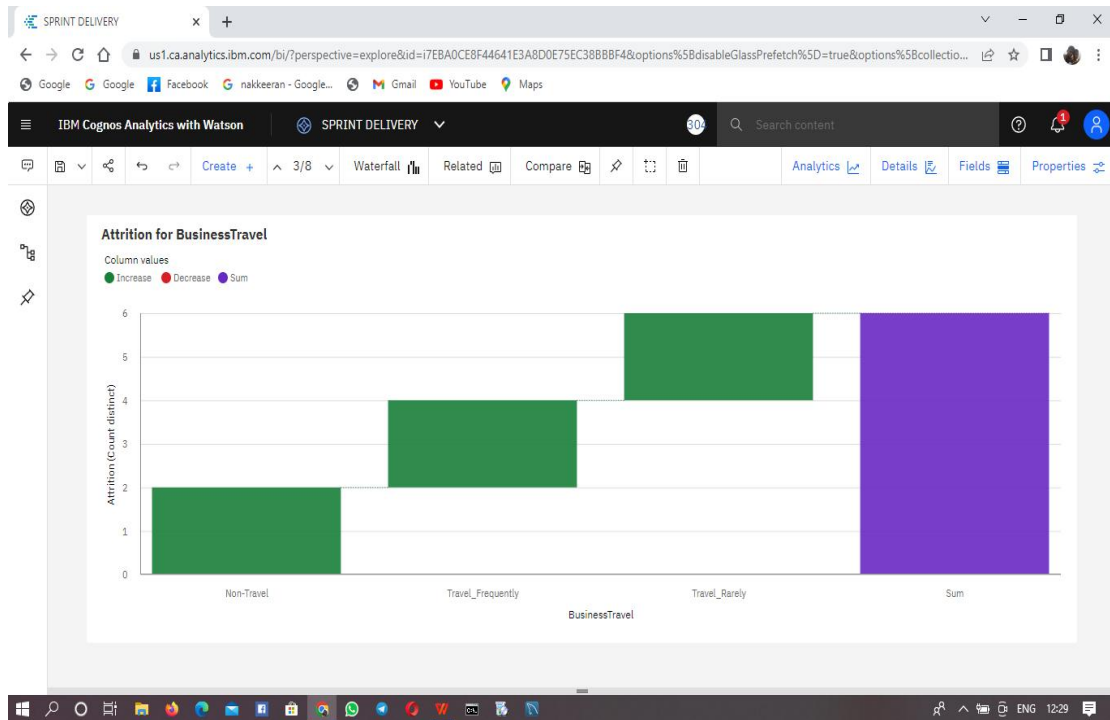 SPRINT DELIVERY
us1.ca.analytics.ibm.com/bi/?perspective=explore&id=i7EBA0CE8F44641E3A8D0E75EC38BBBF4&options%5BdisableGlassPrefetch%5D=true&options%5Bcollectio...
Google Google Facebook nakkeeran - Google... Gmail YouTube Maps
IBM Cognos Analytics with Watson SPRINT DELIVERY 304 Search content 1
Create + 3/8 Waterfall Related Compare Analytics Details Fields Properties
Attrition for BusinessTravel
Column values
Increase Decrease Sum
6
5
4
3
2
1
0
Attrition (Count distinct)
Non-Travel Travel_Frequently Travel_Rarely Sum
BusinessTravel
ENG 12:29